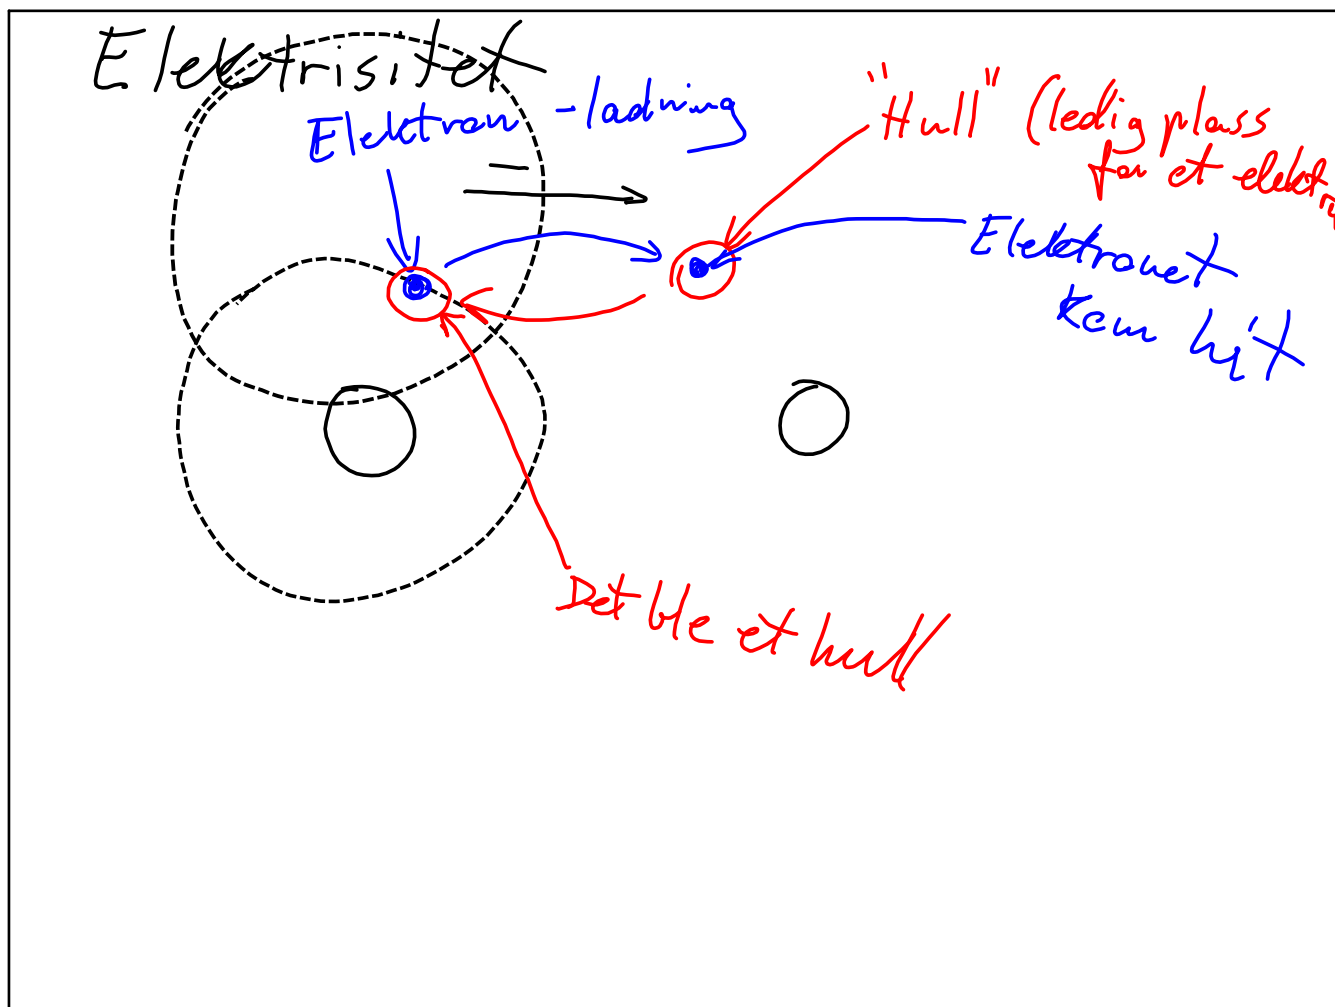 Elektrisitet
Elektron -ladning
"Hull" (ledig plass
for et elektr
Elektronet
Kom hit
Det ble et hull